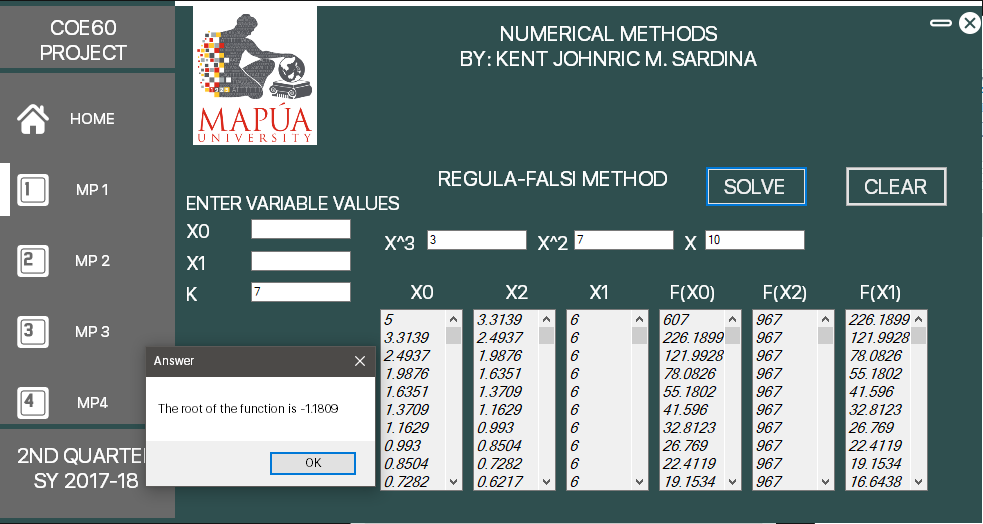 COE60
PROJECT
MAPÚA
UNIVERSITY
NUMERICAL METHODS
BY: KENT JOHNRIC M. SARDINA
HOME
1 MP 1
2 MP 2
3 MP 3
4 MP4
2ND QUARTE
SY 2017-18
REGULA-FALSI METHOD
SOLVE
CLEAR
ENTER VARIABLE VALUES
X0
X1
K 7
X^3 3 X^2 7 X 10
X0 X2 X1 F(X0) F(X2) F(X1)
5 3.3139 6 607 967 226.1899
3.3139 2.4937 6 226.1899 967 121.9928
2.4937 1.9876 6 121.9928 967 78.0826
1.9876 1.6351 6 78.0826 967 55.1802
1.6351 1.3709 6 55.1802 967 41.596
1.3709 1.1629 6 41.596 967 32.8123
1.1629 0.993 6 32.8123 967 26.769
0.993 0.8504 6 26.769 967 22.4119
0.8504 0.7282 6 22.4119 967 19.1534
0.7282 0.6217 6 19.1534 967 16.6438
Answer
The root of the function is -1.1809
OK